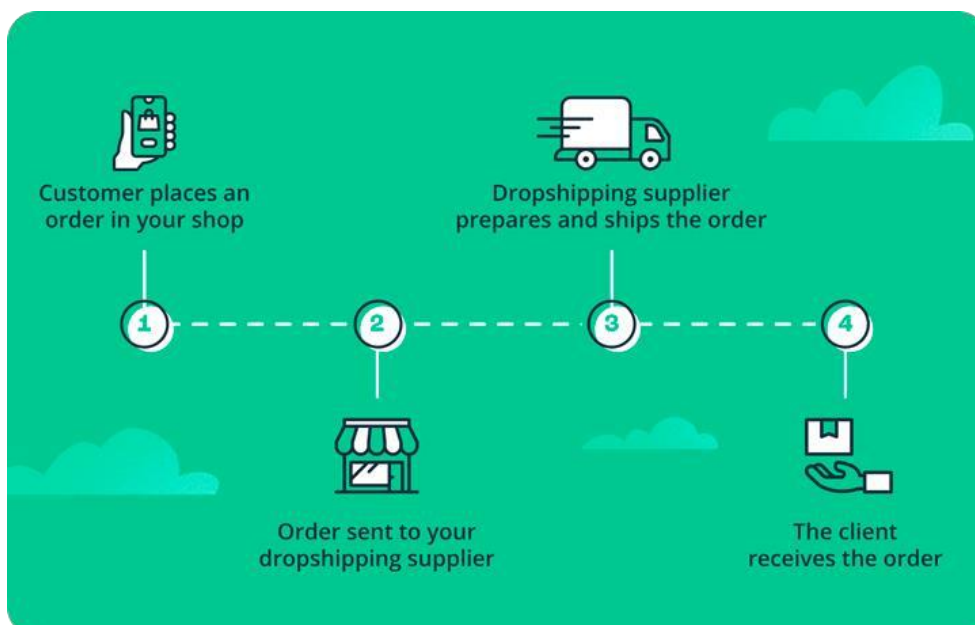 Customer places an
order in your shop
1
2
Order sent to your
dropshipping supplier
Dropshipping supplier
prepares and ships the order
3
4
The client
receives the order